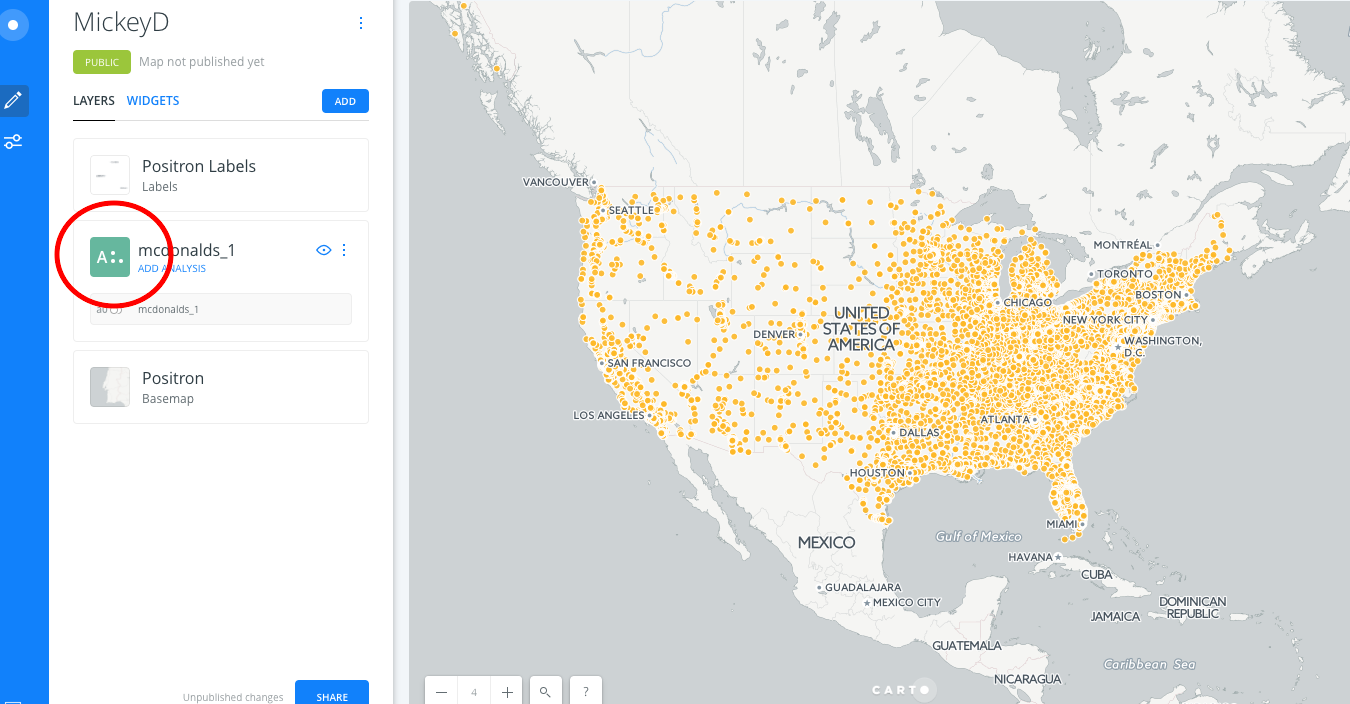 MickeyD
PUBLIC
Map not published yet
LAYERS
WIDGETS
ADD
Positron Labels
Labels
A
mcdonalds_1
ADD ANALYSIS
a0
mcdonalds_1
Positron
Basemap
Unpublished changes
SHARE
VANCOUVER
SEATTLE
MONTRÉAL
TORONTO
BOSTON
CHICAGO
NEW YORK CITY
UNITED
STATES OF
AMERICA
DENVER
WASHINGTON,
D.C.
SAN FRANCISCO
LOS ANGELES
ATLANTA
DALLAS
HOUSTON
MIAMI
Gulf of Mexico
MEXICO
HAVANA
CUBA
GUADALAJARA
MEXICO CITY
DOMINICAN
REPUBLIC
JAMAICA
GUATEMALA
Caribbean Sea
NICARAGUA
4
?
CARTO